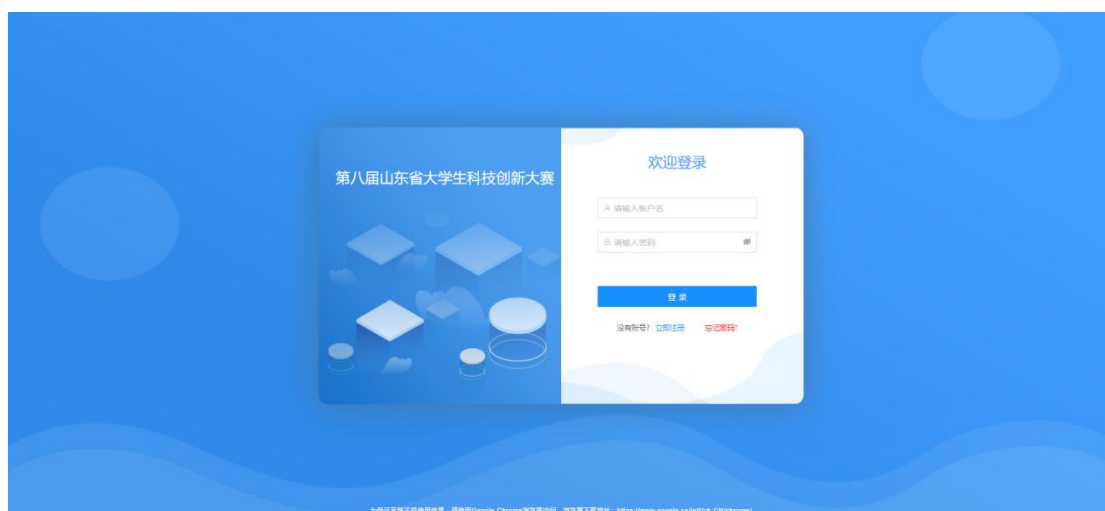 第八届山东省大学生科技创新大赛
欢迎登录
请输入帐户名
请输入密码
登 录
没有账号? 立即注册 忘记密码?